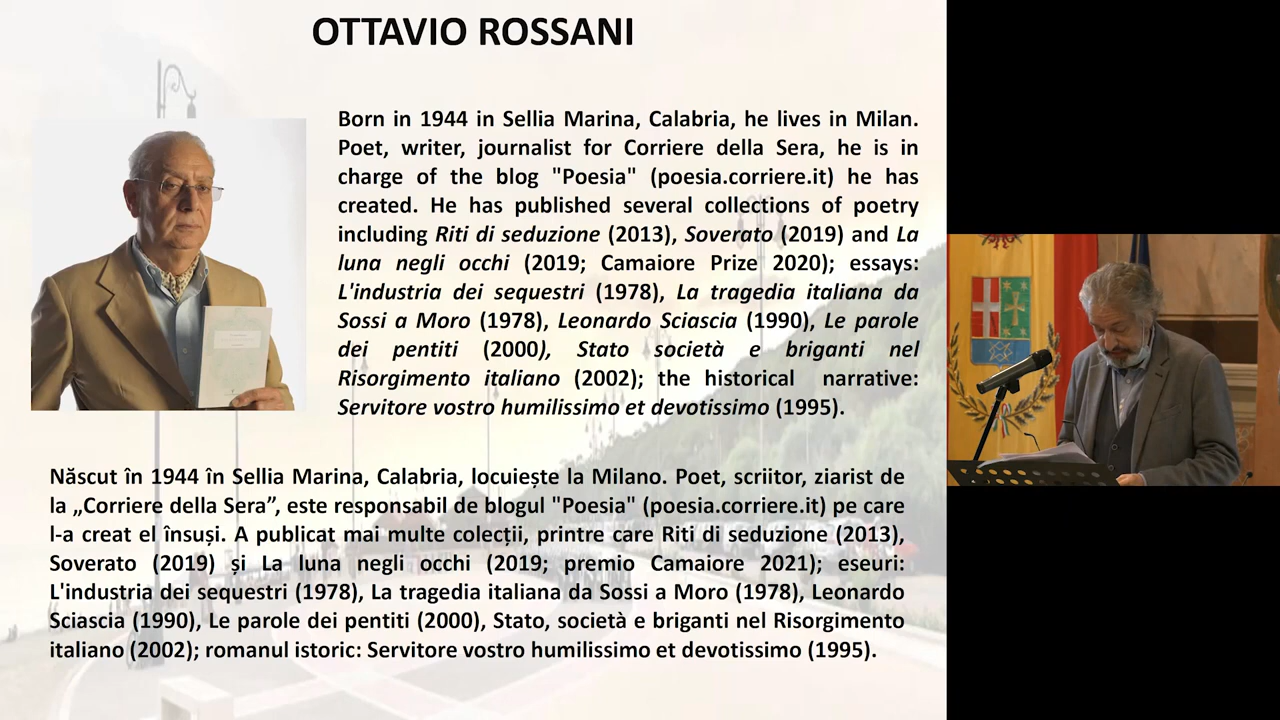 OTTAVIO ROSSANI
Born in 1944 in Sellia Marina, Calabria, he lives in Milan.
Poet, writer, journalist for Corriere della Sera, he is in
charge of the blog "Poesia" (poesia.corriere.it) he has
created. He has published several collections of poetry
including Riti di seduzione (2013), Soverato (2019) and La
luna negli occhi (2019; Camaiore Prize 2020); essays:
L'industria dei sequestri (1978), La tragedia italiana da
Sossi a Moro (1978), Leonardo Sciascia (1990), Le parole
dei pentiti (2000), Stato società e briganti nel
Risorgimento italiano (2002); the historical narrative:
Servitore vostro humilissimo et devotissimo (1995).
Născut în 1944 în Sellia Marina, Calabria, locuiește la Milano. Poet, scriitor, ziarist de
la „Corriere della Sera”, este responsabil de blogul "Poesia" (poesia.corriere.it) pe care
l-a creat el însuși. A publicat mai multe colecții, printre care Riti di seduzione (2013),
Soverato (2019) și La luna negli occhi (2019; premio Camaiore 2021); eseuri:
L'industria dei sequestri (1978), La tragedia italiana da Sossi a Moro (1978), Leonardo
Sciascia (1990), Le parole dei pentiti (2000), Stato, società e briganti nel Risorgimento
italiano (2002); romanul istoric: Servitore vostro humilissimo et devotissimo (1995).